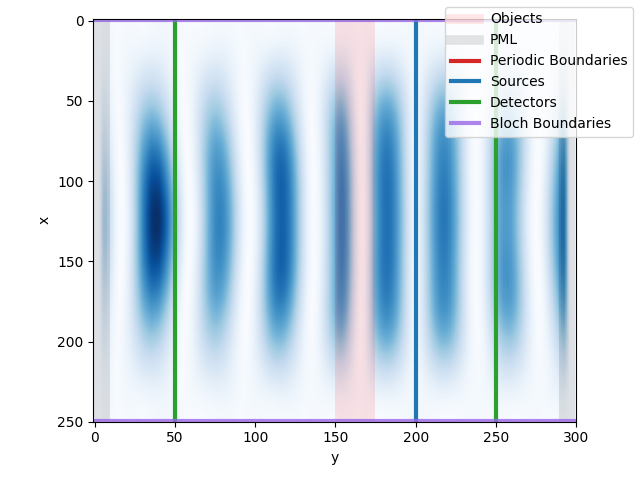 Objects
PML
Periodic Boundaries
Sources
Detectors
Bloch Boundaries
0
50
100
150
200
250
x
0 50 100 150 200 250 300
y